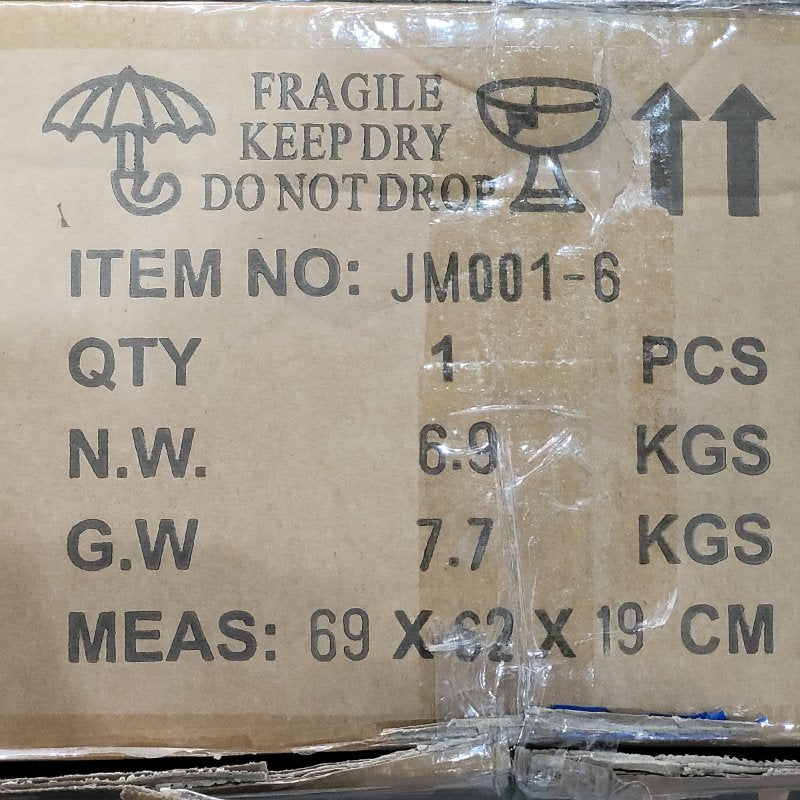 FRAGILE
KEEP DRY
DO NOT DROP
ITEM NO: JM001-6
QTY 1 PCS
N.W. 6.9 KGS
G.W 7.7 KGS
MEAS: 69 X 62 X 19 CM